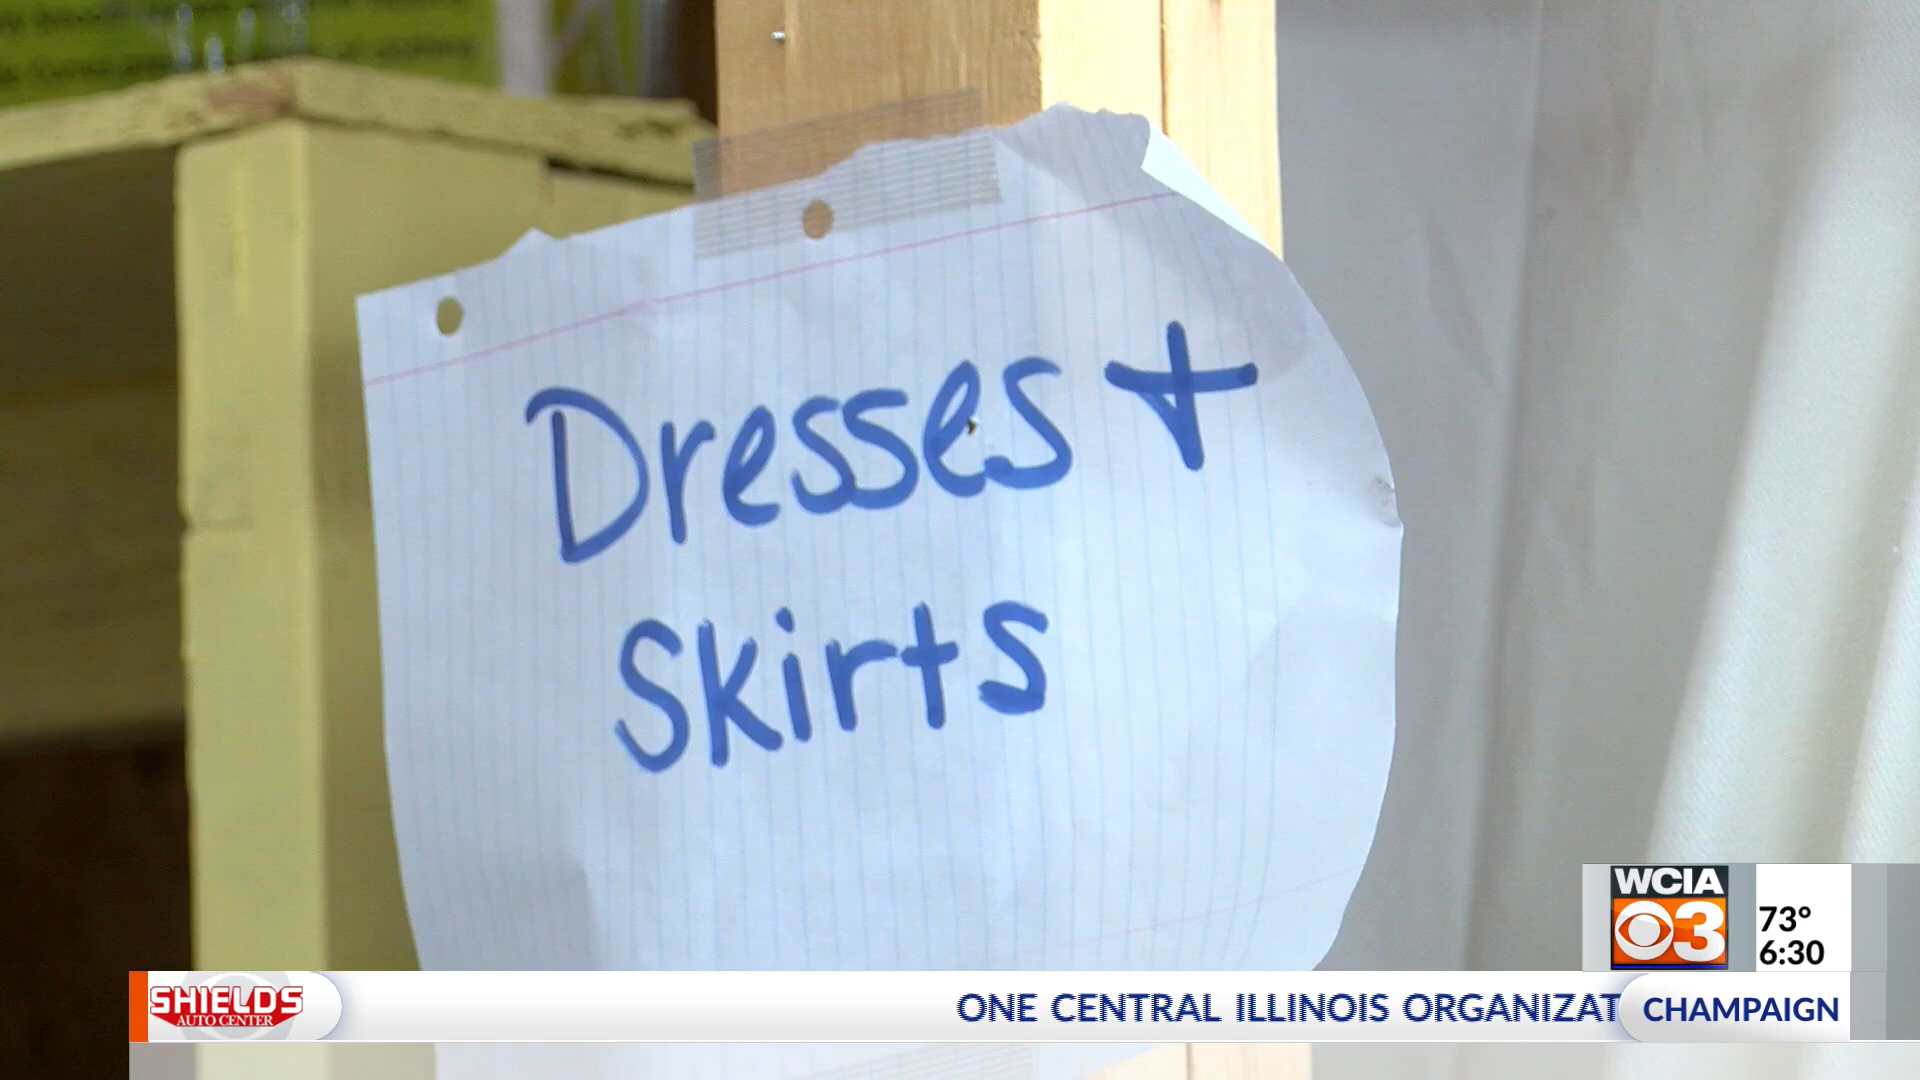 Dresses +
Skirts
WCIA
3
73°
6:30
SHIELDS
AUTO CENTER
ONE CENTRAL ILLINOIS ORGANIZAT
CHAMPAIGN